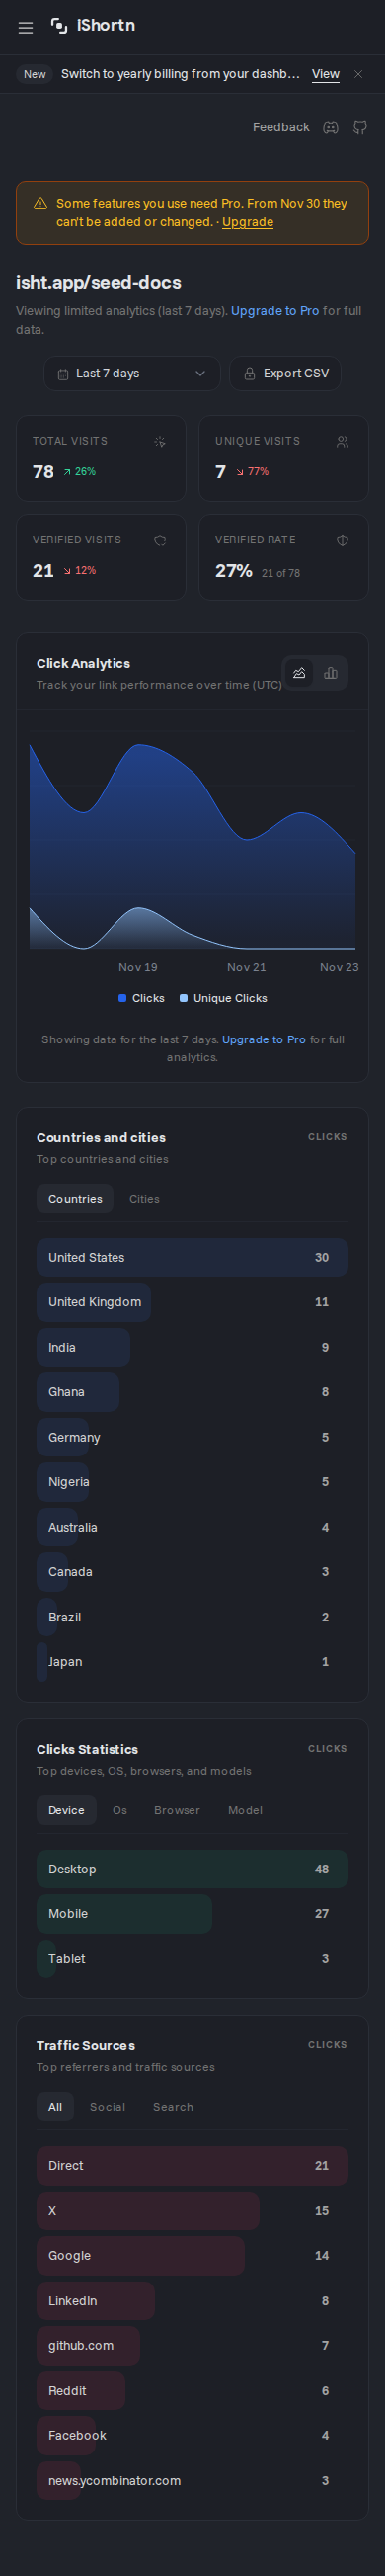 iShortn
New Switch to yearly billing from your dashb... View
Feedback
Some features you use need Pro. From Nov 30 they
can't be added or changed. · Upgrade
isht.app/seed-docs
Viewing limited analytics (last 7 days). Upgrade to Pro for full
data.
Last 7 days
Export CSV
TOTAL VISITS
78 26%
UNIQUE VISITS
7 77%
VERIFIED VISITS
21 12%
VERIFIED RATE
27% 21 of 78
Click Analytics
Track your link performance over time (UTC)
Nov 19 Nov 21 Nov 23
Clicks Unique Clicks
Showing data for the last 7 days. Upgrade to Pro for full
analytics.
Countries and cities CLICKS
Top countries and cities
Countries Cities
United States 30
United Kingdom 11
India 9
Ghana 8
Germany 5
Nigeria 5
Australia 4
Canada 3
Brazil 2
Japan 1
Clicks Statistics CLICKS
Top devices, OS, browsers, and models
Device Os Browser Model
Desktop 48
Mobile 27
Tablet 3
Traffic Sources CLICKS
Top referrers and traffic sources
All Social Search
Direct 21
X 15
Google 14
LinkedIn 8
github.com 7
Reddit 6
Facebook 4
news.ycombinator.com 3